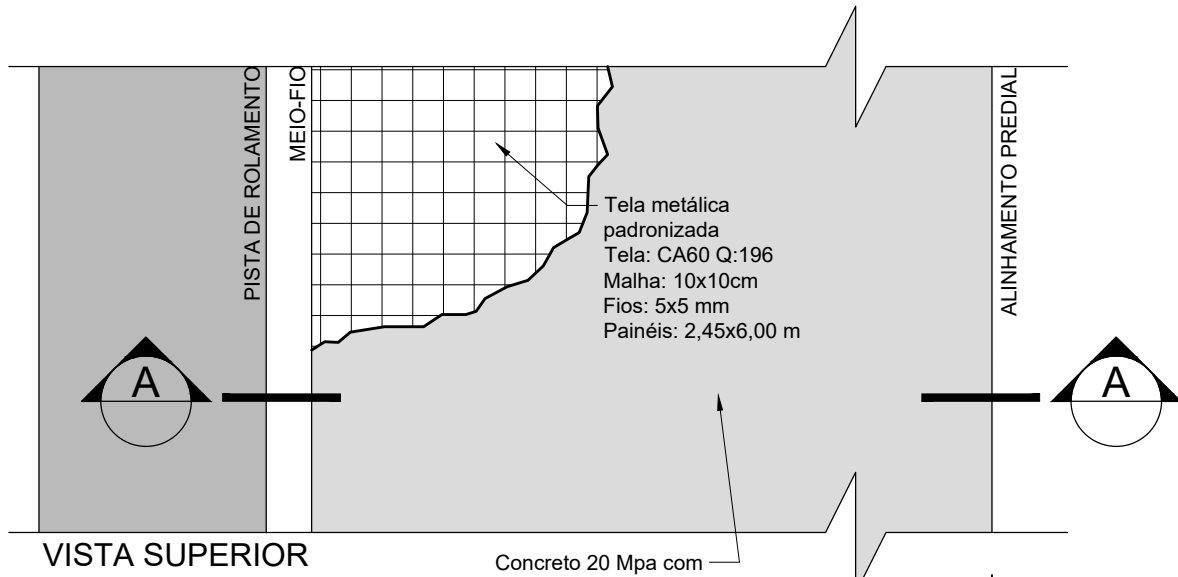 PISTA DE ROLAMENTO
MEIO-FIO
ALINHAMENTO PREDIAL
Tela metálica
padronizada
Tela: CA60 Q:196
Malha: 10x10cm
Fios: 5x5 mm
Painéis: 2,45x6,00 m
A
A
VISTA SUPERIOR
Concreto 20 Mpa com